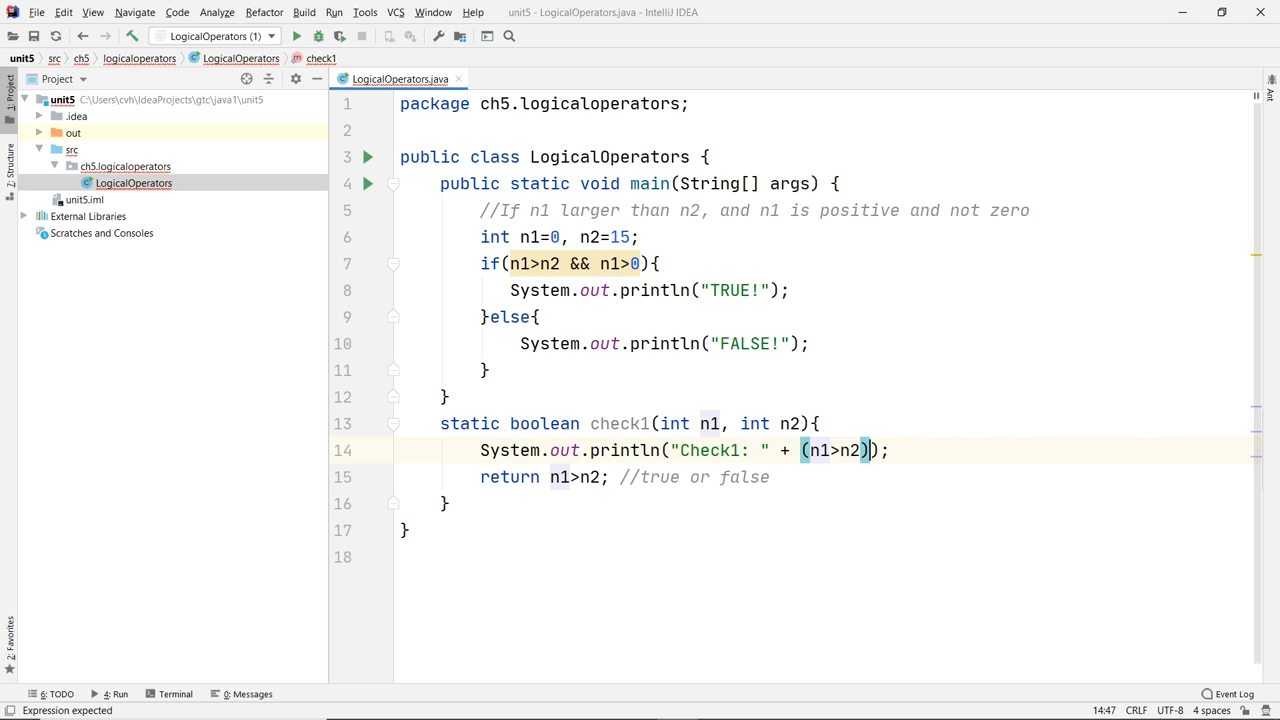 File Edit View Navigate Code Analyze Refactor Build Run Tools VCS Window Help unit5 - LogicalOperators.java - IntelliJ IDEA
LogicalOperators (1)
unit5 src ch5 logicaloperators LogicalOperators check1
Project
LogicalOperators.java
unit5 C:\Users\cvh\IdeaProjects\gtc\java1\unit5
.idea
out
src
ch5.logicaloperators
LogicalOperators
unit5.iml
External Libraries
Scratches and Consoles
1: Project
7: Structure
2: Favorites
Ant
1 package ch5.logicaloperators;
2
3 public class LogicalOperators {
4 public static void main(String[] args) {
5 //If n1 larger than n2, and n1 is positive and not zero
6 int n1=0, n2=15;
7 if(n1>n2 && n1>0){
8 System.out.println("TRUE!");
9 }else{
10 System.out.println("FALSE!");
11 }
12 }
13 static boolean check1(int n1, int n2){
14 System.out.println("Check1: " + (n1>n2));
15 return n1>n2; //true or false
16 }
17 }
18
6: TODO 4: Run Terminal 0: Messages Event Log
Expression expected 14:47 CRLF UTF-8 4 spaces